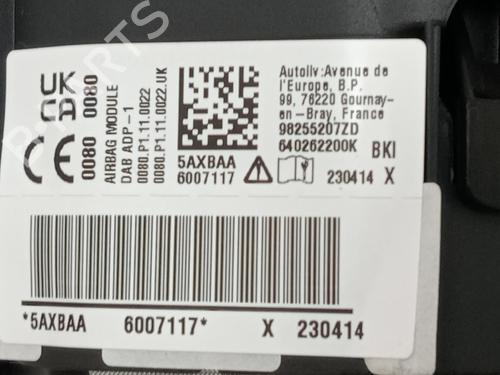 UK
CA
0080
CE
0080
AIRBAG MODULE
DAB ADP-1
0080.P1.11.0022
0080.P1.11.0022.UK
5AXBAA
6007117
Autoliv:Avenue de
l'Europe, B.P.
99, 76220 Gournay-
en-Bray, France
98255207ZD
640262200K BKI
230414 X
*5AXBAA 6007117* X 230414
B-PARTS